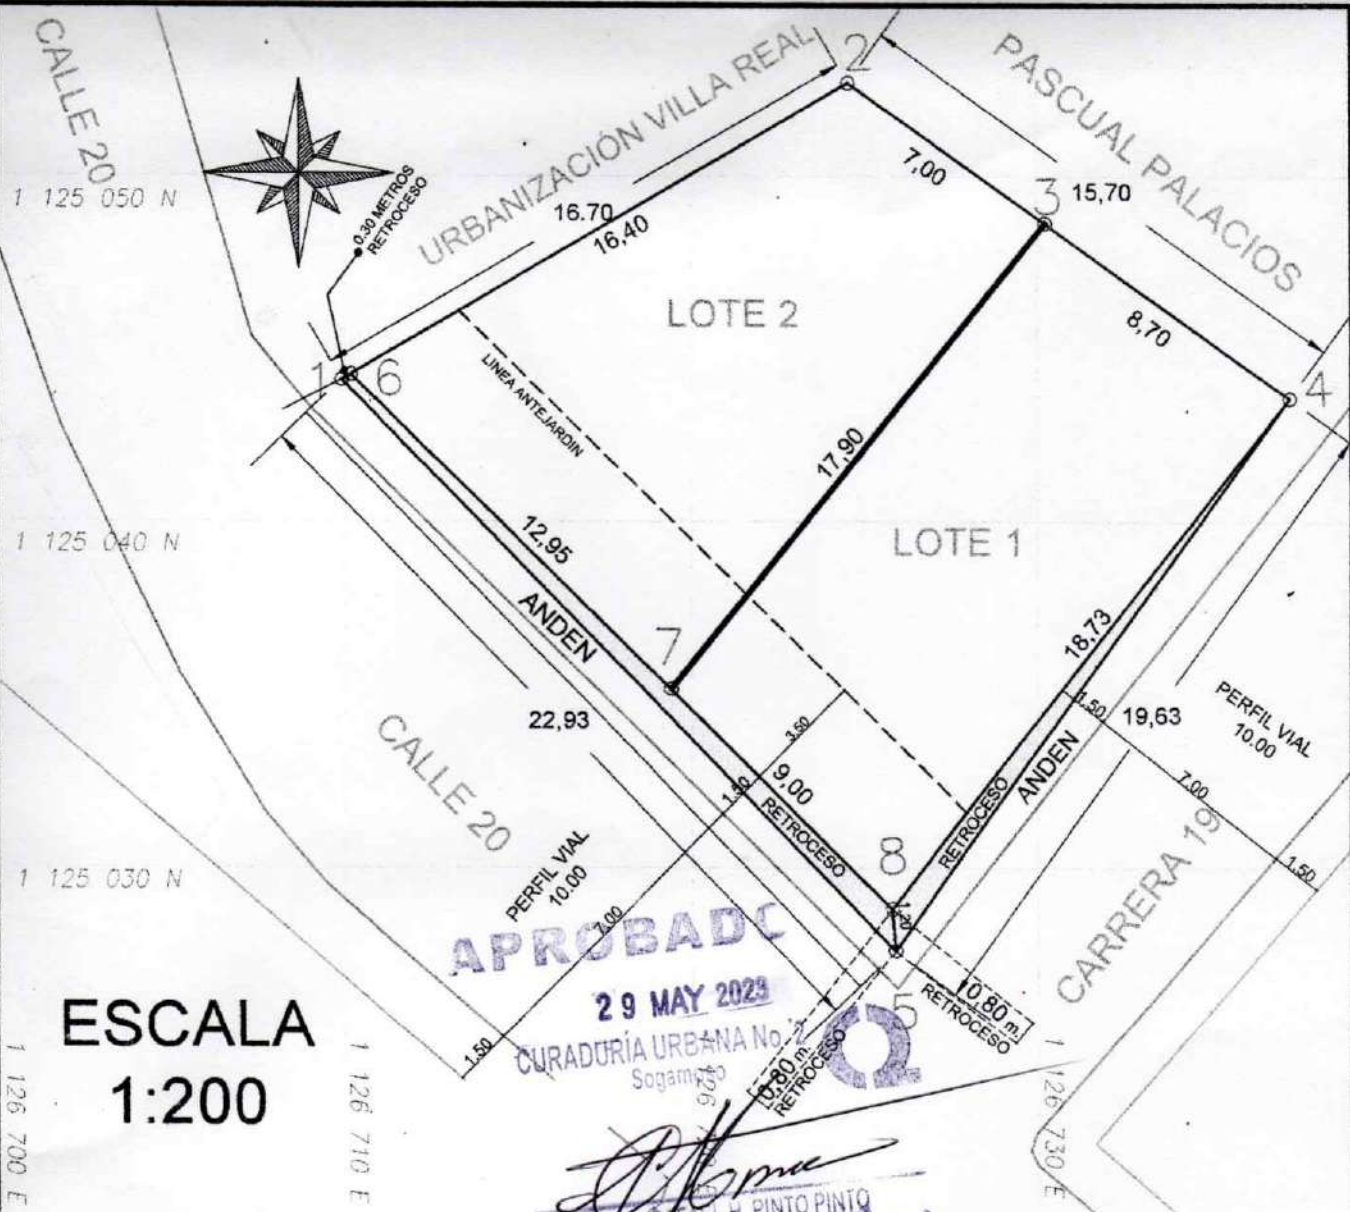 CALLE 20
1 125 050 N
0.30 METROS
RETROCESO
URBANIZACIÓN VILLA REAL
16.70
16,40
2
7,00
PASCUAL PALACIOS
3
15,70
LOTE 2
8,70
1
6
4
LINEA ANTEJARDIN
17,90
1 125 040 N
12,95
LOTE 1
ANDEN
18,73
7
22,93
CALLE 20
3.50
1.50
9,00
RETROCESO
1.50
19,63
PERFIL VIAL
10.00
ANDEN
7.00
RETROCESO
CARRERA 19
1.50
8
1,20
1 125 030 N
PERFIL VIAL
10.00
7.00
1.50
APROBADO
29 MAY 2023
CURADURÍA URBANA No. 2
Sogamoso
5
0.80 m.
RETROCESO
0.80 m.
RETROCESO
ESCALA
1:200
1 126 700 E
1 126 710 E
1 126 730 E
H. PINTO PINTO